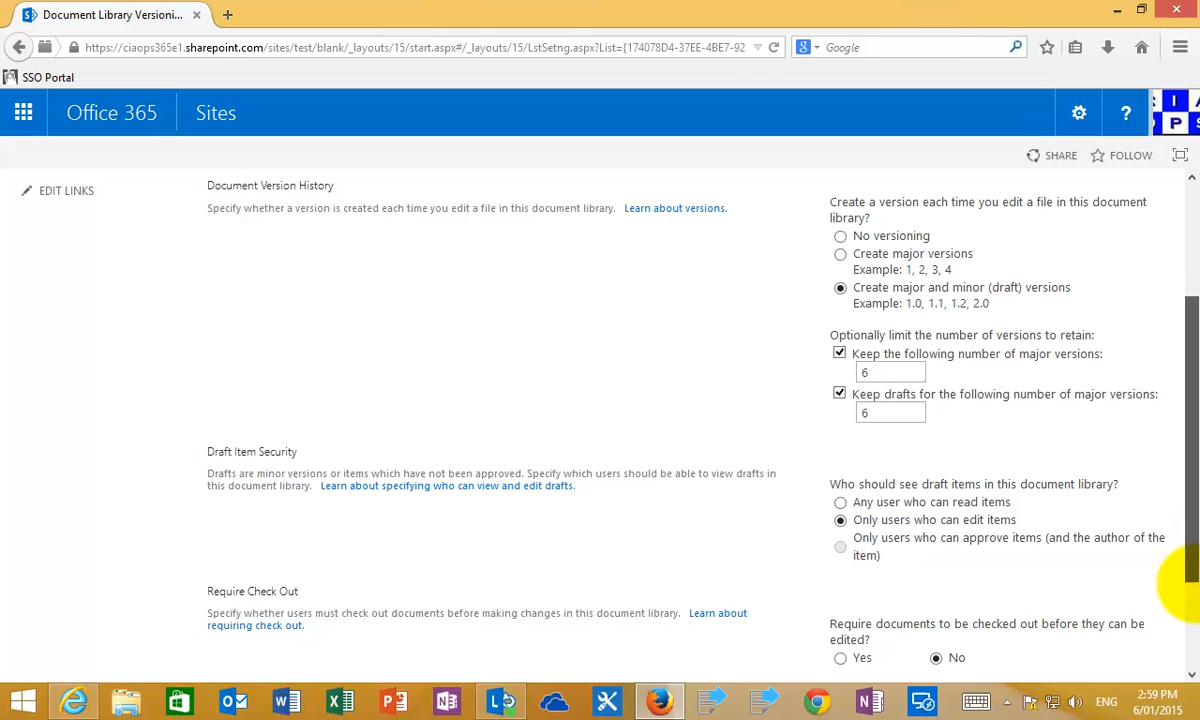 Document Library Versioni...
https://ciaops365e1.sharepoint.com/sites/test/blank/_layouts/15/start.aspx#/_layouts/15/LstSetng.aspx?List={174078D4-37EE-4BE7-92
Google
SSO Portal
Office 365
Sites
?
I A
P S
SHARE
FOLLOW
EDIT LINKS
Document Version History
Specify whether a version is created each time you edit a file in this document library. Learn about versions.
Create a version each time you edit a file in this document
library?
No versioning
Create major versions
Example: 1, 2, 3, 4
Create major and minor (draft) versions
Example: 1.0, 1.1, 1.2, 2.0
Optionally limit the number of versions to retain:
Keep the following number of major versions:
6
Keep drafts for the following number of major versions:
6
Draft Item Security
Drafts are minor versions or items which have not been approved. Specify which users should be able to view drafts in
this document library. Learn about specifying who can view and edit drafts.
Who should see draft items in this document library?
Any user who can read items
Only users who can edit items
Only users who can approve items (and the author of the
item)
Require Check Out
Specify whether users must check out documents before making changes in this document library. Learn about
requiring check out.
Require documents to be checked out before they can be
edited?
Yes
No
ENG
2:59 PM
6/01/2015